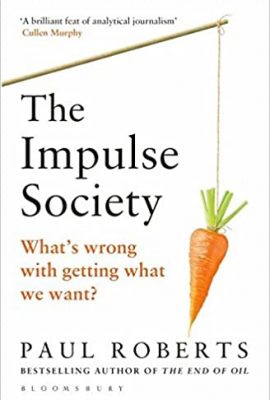 'A brilliant feat of analytical journalism'
Cullen Murphy
The
Impulse
Society
What's wrong
with getting what
we want?
PAUL ROBERTS
BESTSELLING AUTHOR OF THE END OF OIL
BLOOMSBURY